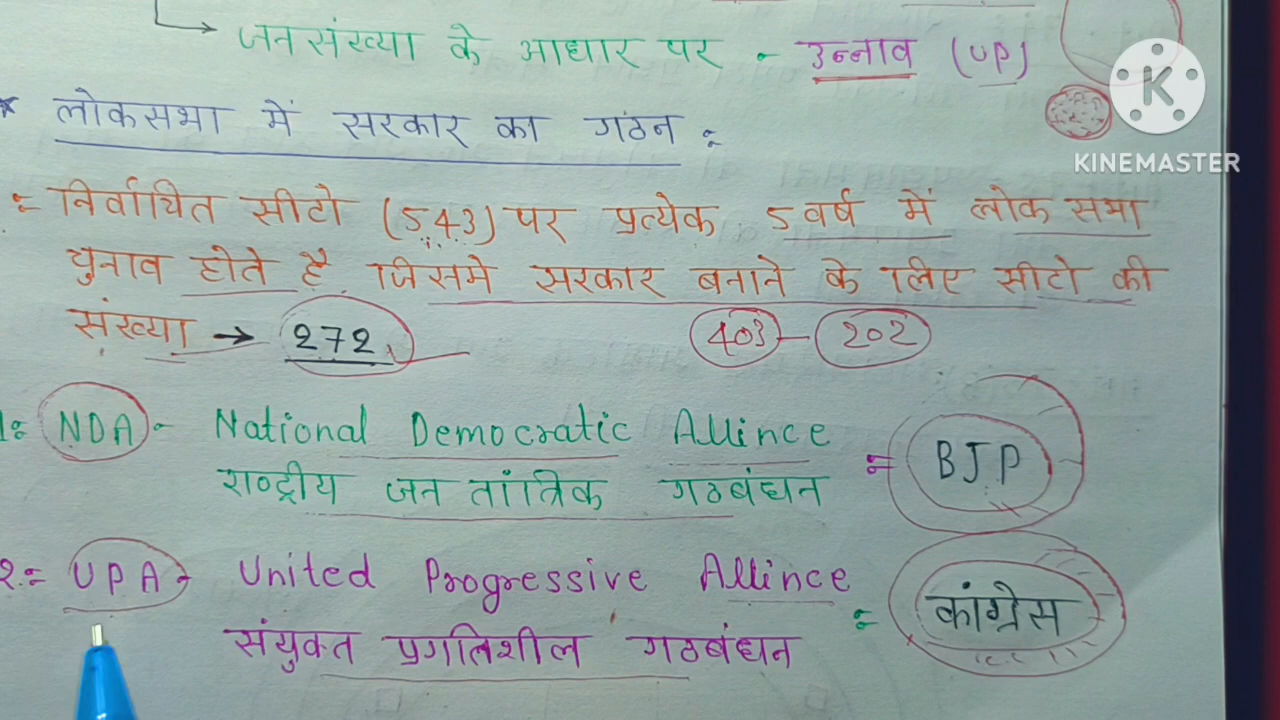 जनसंख्या के आधार पर - उन्नाव (UP)
* लोकसभा में सरकार का गठन :
:- निर्वाचित सीटो (543) पर प्रत्येक 5 वर्ष में लोक सभा
चुनाव होते है जिसमे सरकार बनाने के लिए सीटो की
संख्या → 272 403 - 202
1:- NDA - National Democratic Allince
राष्ट्रीय जन तांत्रिक गठबंधन := BJP
2:- UPA - United Progressive Allince
संयुक्त प्रगतिशील गठबंधन := कांग्रेस
K
KINEMASTER